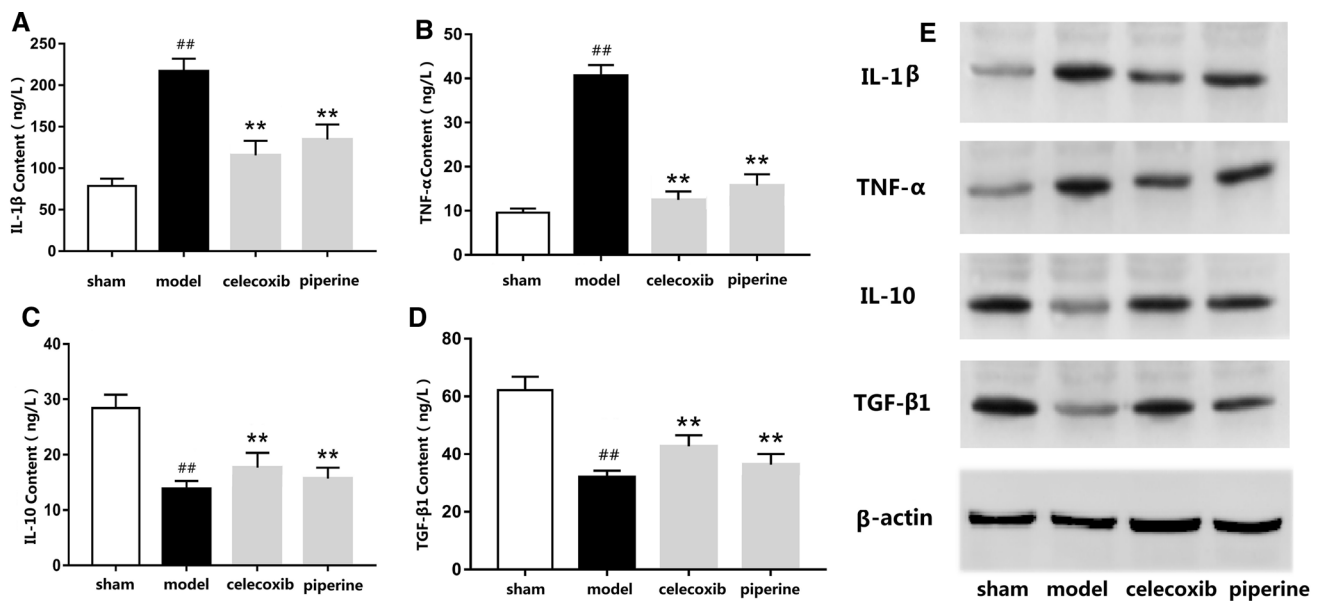 A
IL-1β Content ( ng/L )
250
200
150
100
50
0
##
**
**
sham model celecoxib piperine
B
TNF-αContent ( ng/L )
50
40
30
20
10
0
##
**
**
sham model celecoxib piperine
C
IL-10 Content ( ng/L )
40
30
20
10
0
##
**
**
sham model celecoxib piperine
D
TGF-β1 Content ( ng/L )
80
60
40
20
0
##
**
**
sham model celecoxib piperine
E
IL-1β
TNF-α
IL-10
TGF-β1
β-actin
sham model celecoxib piperine